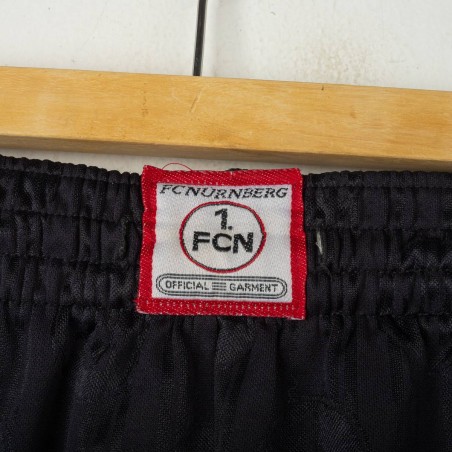 FC NURNBERG
1.
FCN
OFFICIAL GARMENT